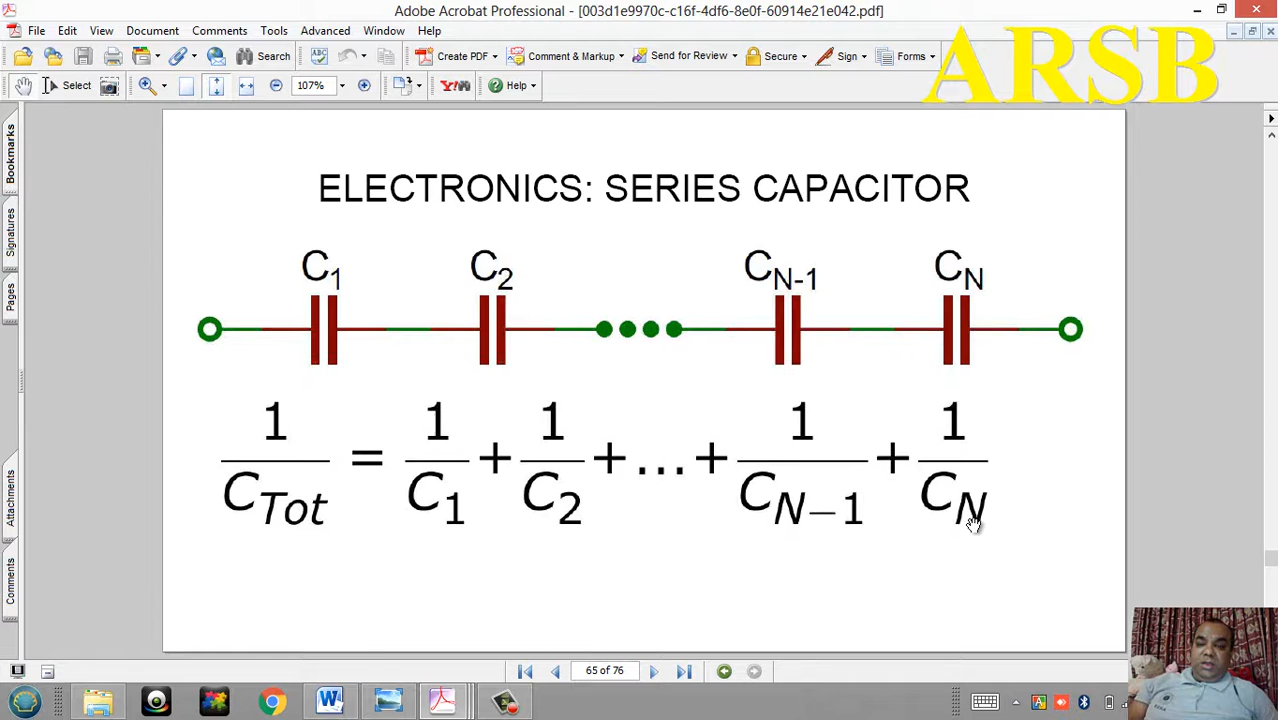 Adobe Acrobat Professional - [003d1e9970c-c16f-4df6-8e0f-60914e21e042.pdf]
File Edit View Document Comments Tools Advanced Window Help
ARSB
Search Create PDF Comment & Markup Send for Review Secure Sign Forms
Select 107% Y! Help
Bookmarks
Signatures
Pages
Attachments
Comments
ELECTRONICS: SERIES CAPACITOR
C1 C2 CN-1 CN
1/CTot = 1/C1 + 1/C2 + ... + 1/CN−1 + 1/CN
65 of 76
W